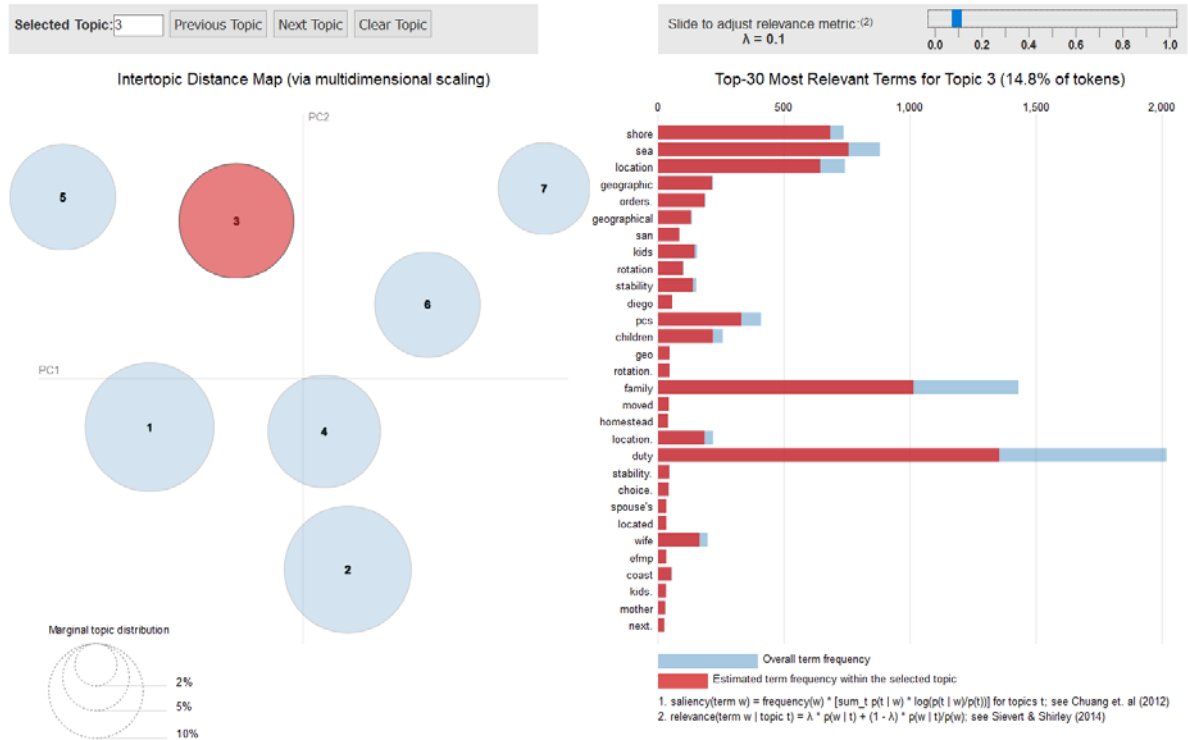 Selected Topic: 3 Previous Topic Next Topic Clear Topic
Slide to adjust relevance metric:(2)
λ = 0.1
0.0 0.2 0.4 0.6 0.8 1.0
Intertopic Distance Map (via multidimensional scaling)
PC2
PC1
5
3
7
6
1
4
2
Marginal topic distribution
2%
5%
10%
Top-30 Most Relevant Terms for Topic 3 (14.8% of tokens)
0 500 1,000 1,500 2,000
shore
sea
location
geographic
orders.
geographical
san
kids
rotation
stability
diego
pcs
children
geo
rotation.
family
moved
homestead
location.
duty
stability.
choice.
spouse's
located
wife
efmp
coast
kids.
mother
next.
Overall term frequency
Estimated term frequency within the selected topic
1. saliency(term w) = frequency(w) * [sum_t p(t | w) * log(p(t | w)/p(t))] for topics t; see Chuang et. al (2012)
2. relevance(term w | topic t) = λ * p(w | t) + (1 - λ) * p(w | t)/p(w); see Sievert & Shirley (2014)